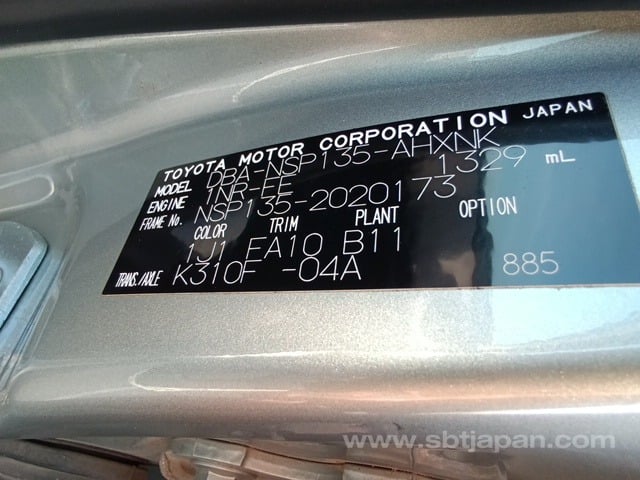 TOYOTA MOTOR CORPORATION JAPAN
MODEL DBA-NSP135-AHXNK
ENGINE 1NR-FE 1329 mL
FRAME No. NSP135-2020173
COLOR TRIM PLANT OPTION
1J1 FA10 B11
TRANS./AXLE K310F -04A 885
www.sbtjapan.com